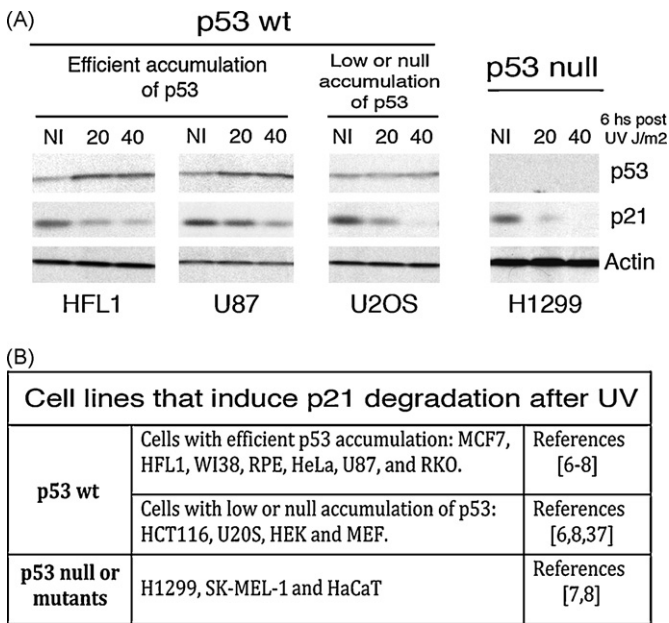 (A)
p53 wt
Efficient accumulation
of p53
Low or null
accumulation
of p53
p53 null
NI 20 40 NI 20 40 NI 20 40 NI 20 40
6 hs post
UV J/m2
p53
p21
Actin
HFL1 U87 U2OS H1299
(B)
Cell lines that induce p21 degradation after UV
p53 wt
Cells with efficient p53 accumulation: MCF7,
HFL1, WI38, RPE, HeLa, U87, and RKO.
References
[6-8]
Cells with low or null accumulation of p53:
HCT116, U20S, HEK and MEF.
References
[6,8,37]
p53 null or
mutants
H1299, SK-MEL-1 and HaCaT
References
[7,8]